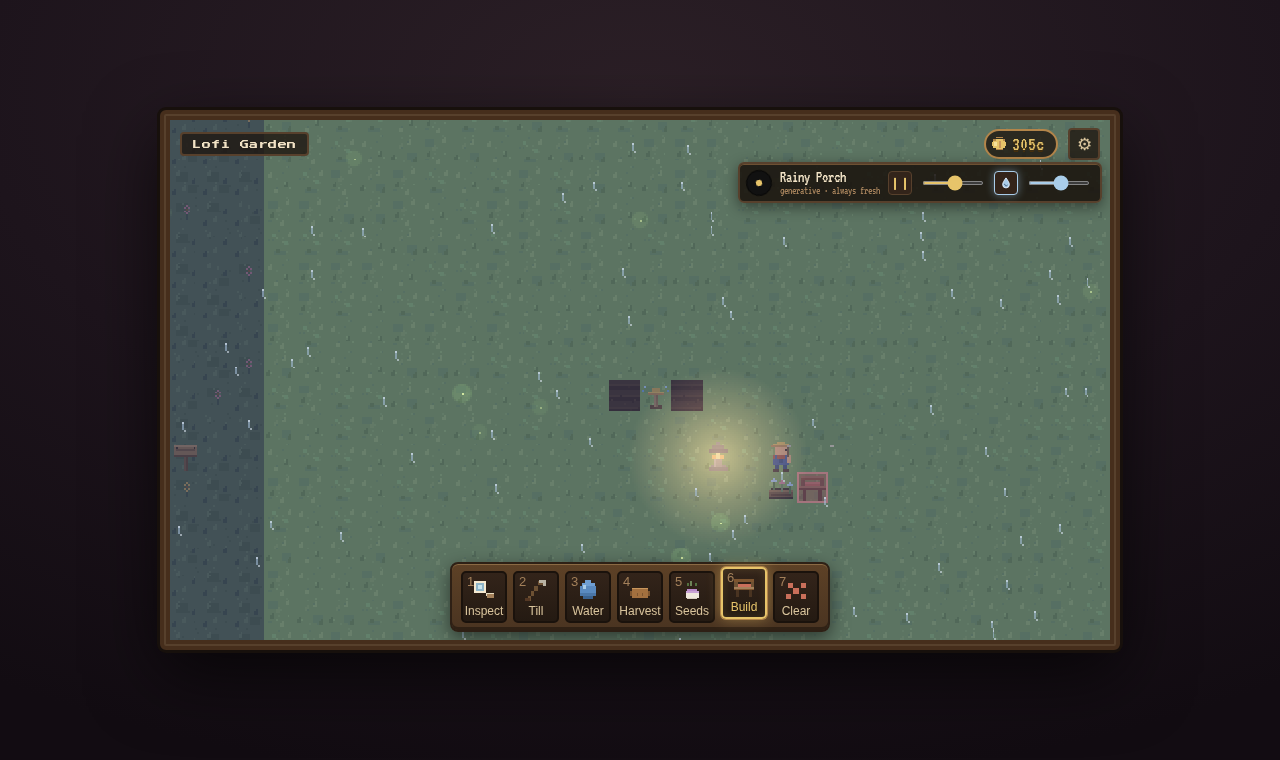 Lofi Garden
305c
Rainy Porch
generative · always fresh
1 Inspect
2 Till
3 Water
4 Harvest
5 Seeds
6 Build
7 Clear